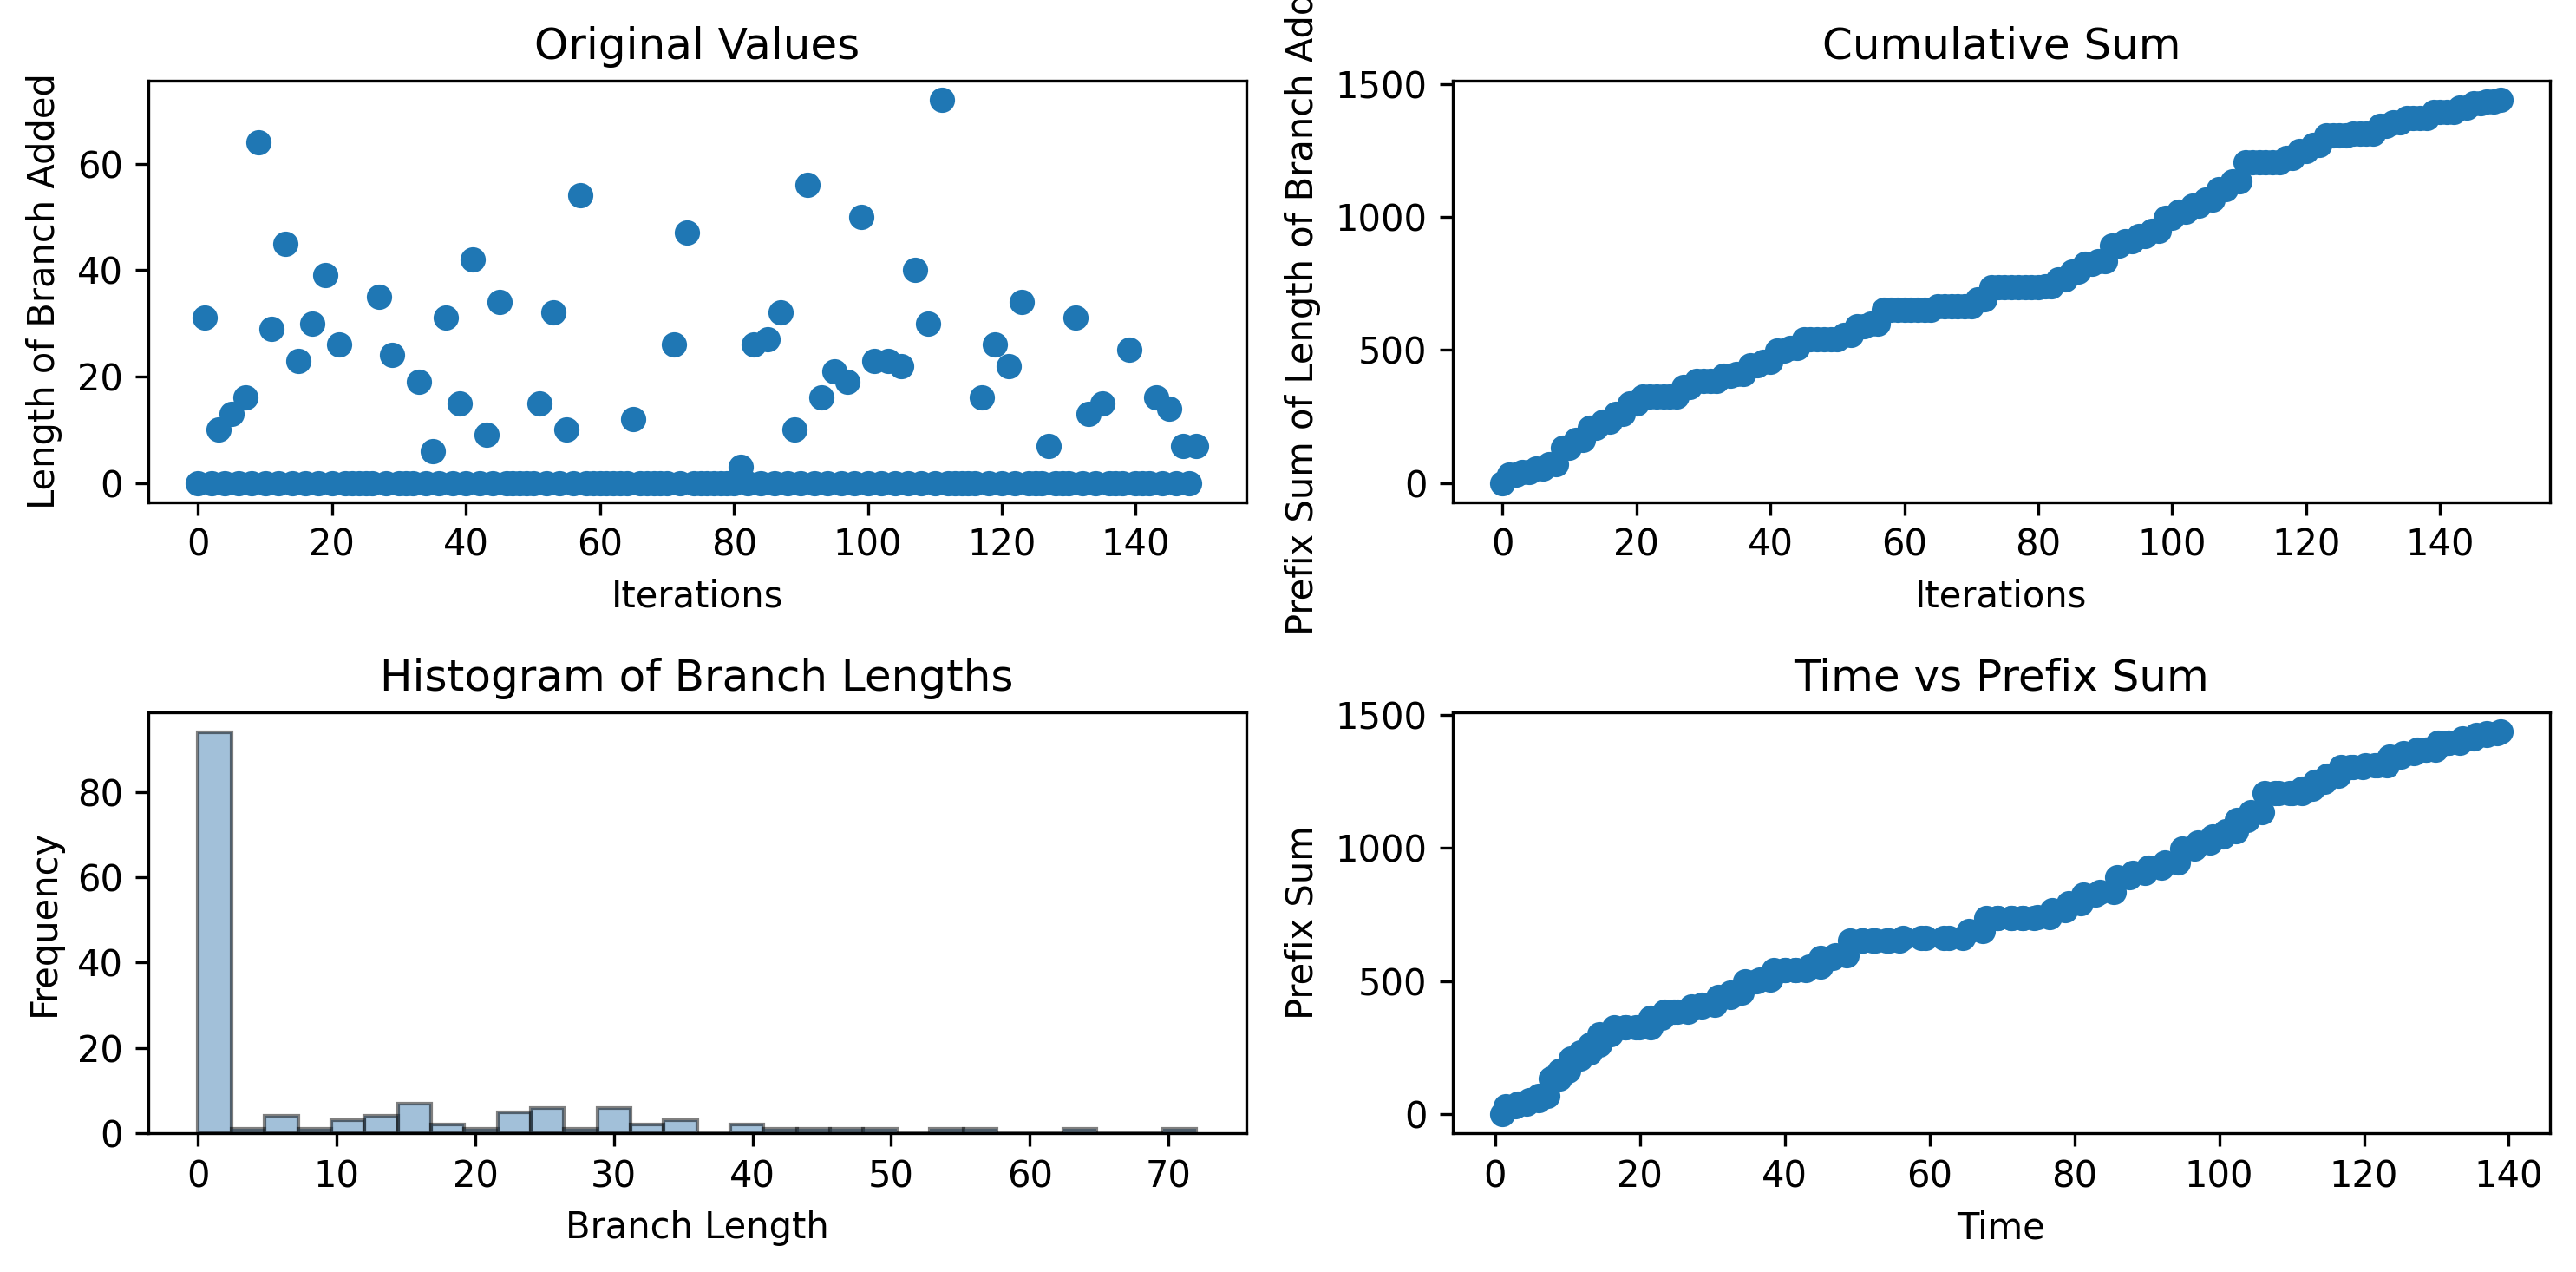 Original Values
Length of Branch Added
60
40
20
0
0 20 40 60 80 100 120 140
Iterations
Cumulative Sum
Prefix Sum of Length of Branch
1500
1000
500
0
0 20 40 60 80 100 120 140
Iterations
Histogram of Branch Lengths
Frequency
80
60
40
20
0
0 10 20 30 40 50 60 70
Branch Length
Time vs Prefix Sum
Prefix Sum
1500
1000
500
0
0 20 40 60 80 100 120 140
Time